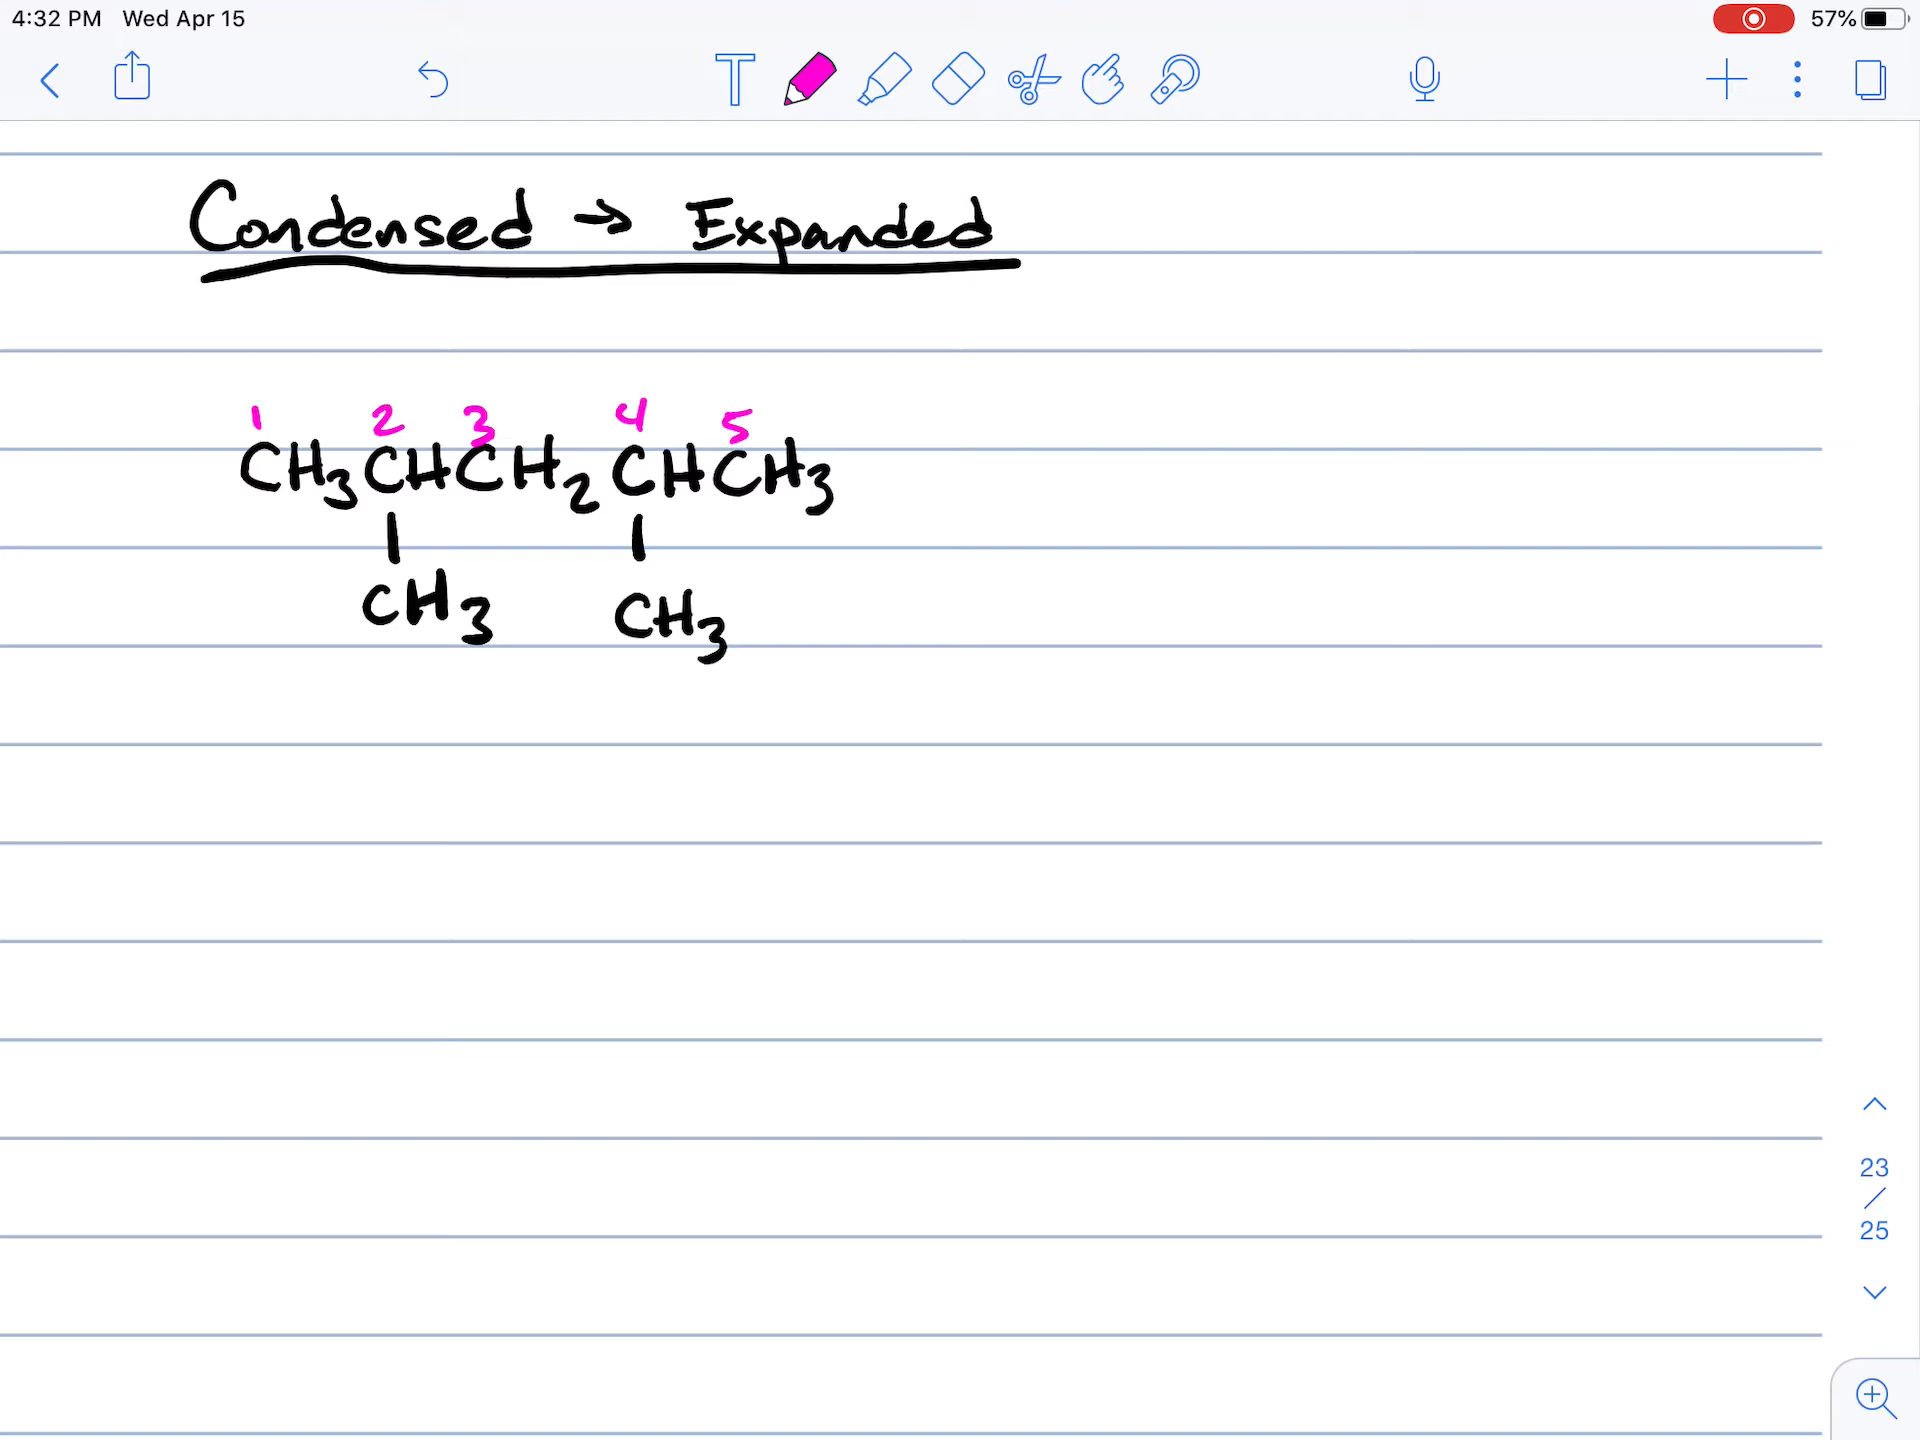 4:32 PM Wed Apr 15 57%
T
Condensed → Expanded
1 2 3 4 5
CH3CHCH2CHCH3
| |
CH3 CH3
23
/
25